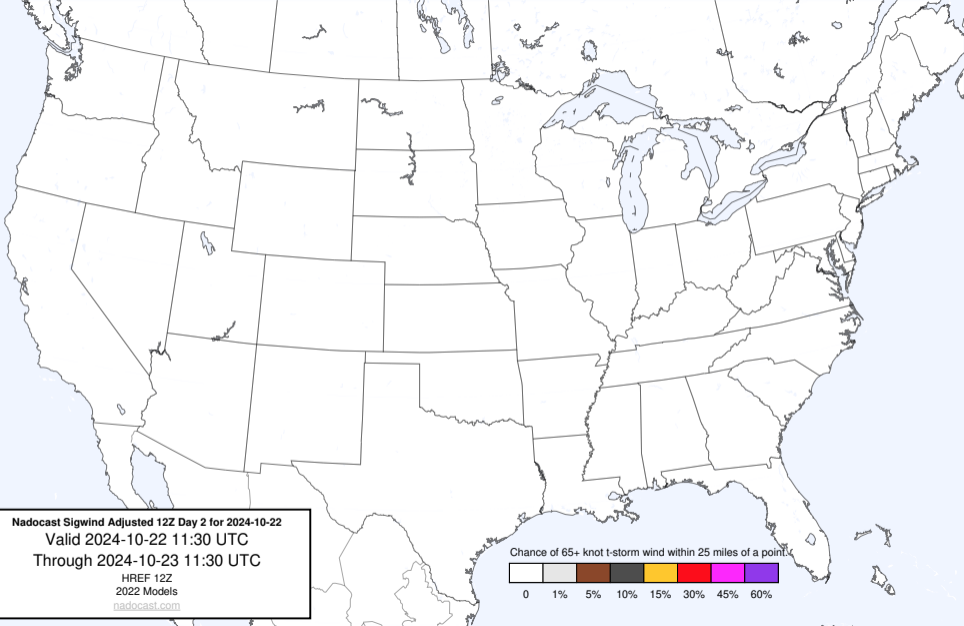 Nadocast Sigwind Adjusted 12Z Day 2 for 2024-10-22
Valid 2024-10-22 11:30 UTC
Through 2024-10-23 11:30 UTC
HREF 12Z
2022 Models
nadocast.com
Chance of 65+ knot t-storm wind within 25 miles of a point.
0 1% 5% 10% 15% 30% 45% 60%